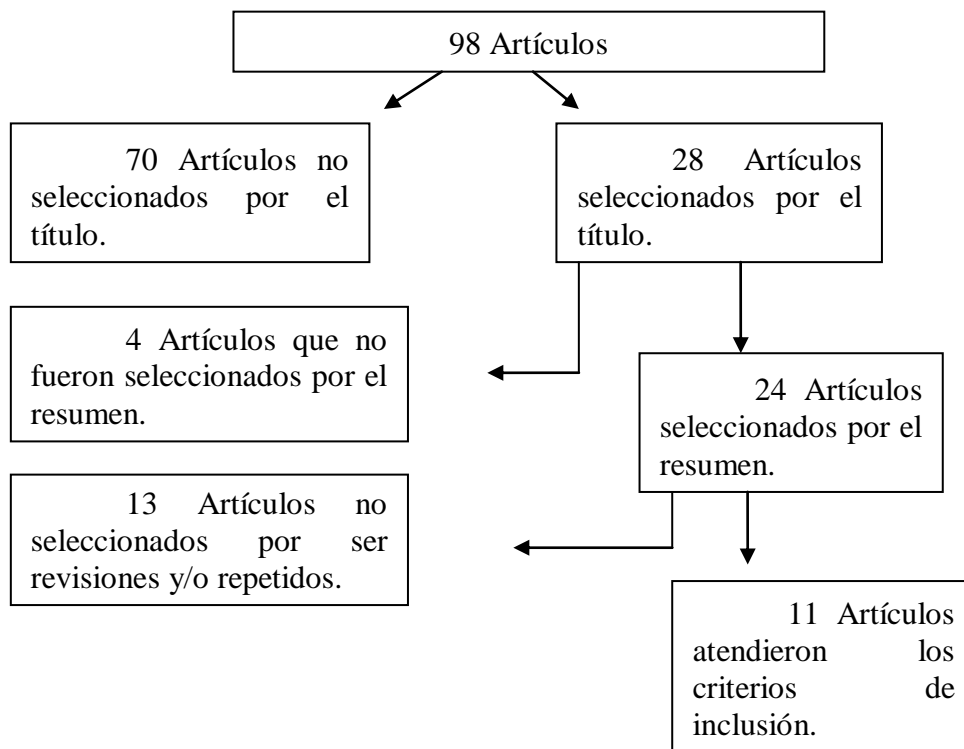 98 Artículos
70 Artículos no
seleccionados por el
título.
28 Artículos
seleccionados por el
título.
4 Artículos que no
fueron seleccionados por el
resumen.
24 Artículos
seleccionados por el
resumen.
13 Artículos no
seleccionados por ser
revisiones y/o repetidos.
11 Artículos
atendieron los
criterios de
inclusión.